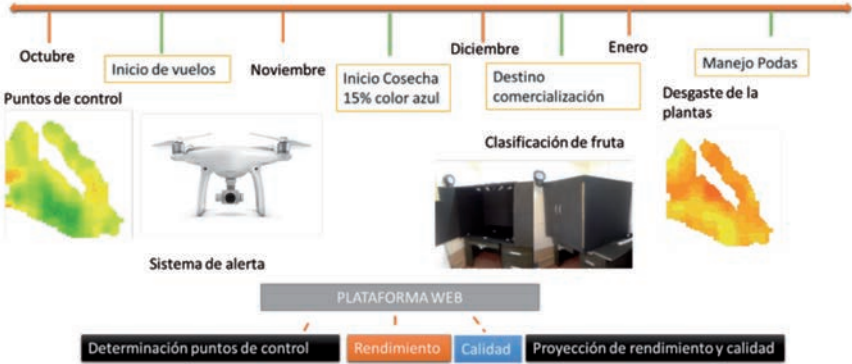 Octubre
Inicio de vuelos
Noviembre
Inicio Cosecha
15% color azul
Diciembre
Destino
comercialización
Enero
Manejo Podas
Puntos de control
Desgaste de la
plantas
Clasificación de fruta
Sistema de alerta
PLATAFORMA WEB
Determinación puntos de control
Rendimiento
Calidad
Proyección de rendimiento y calidad